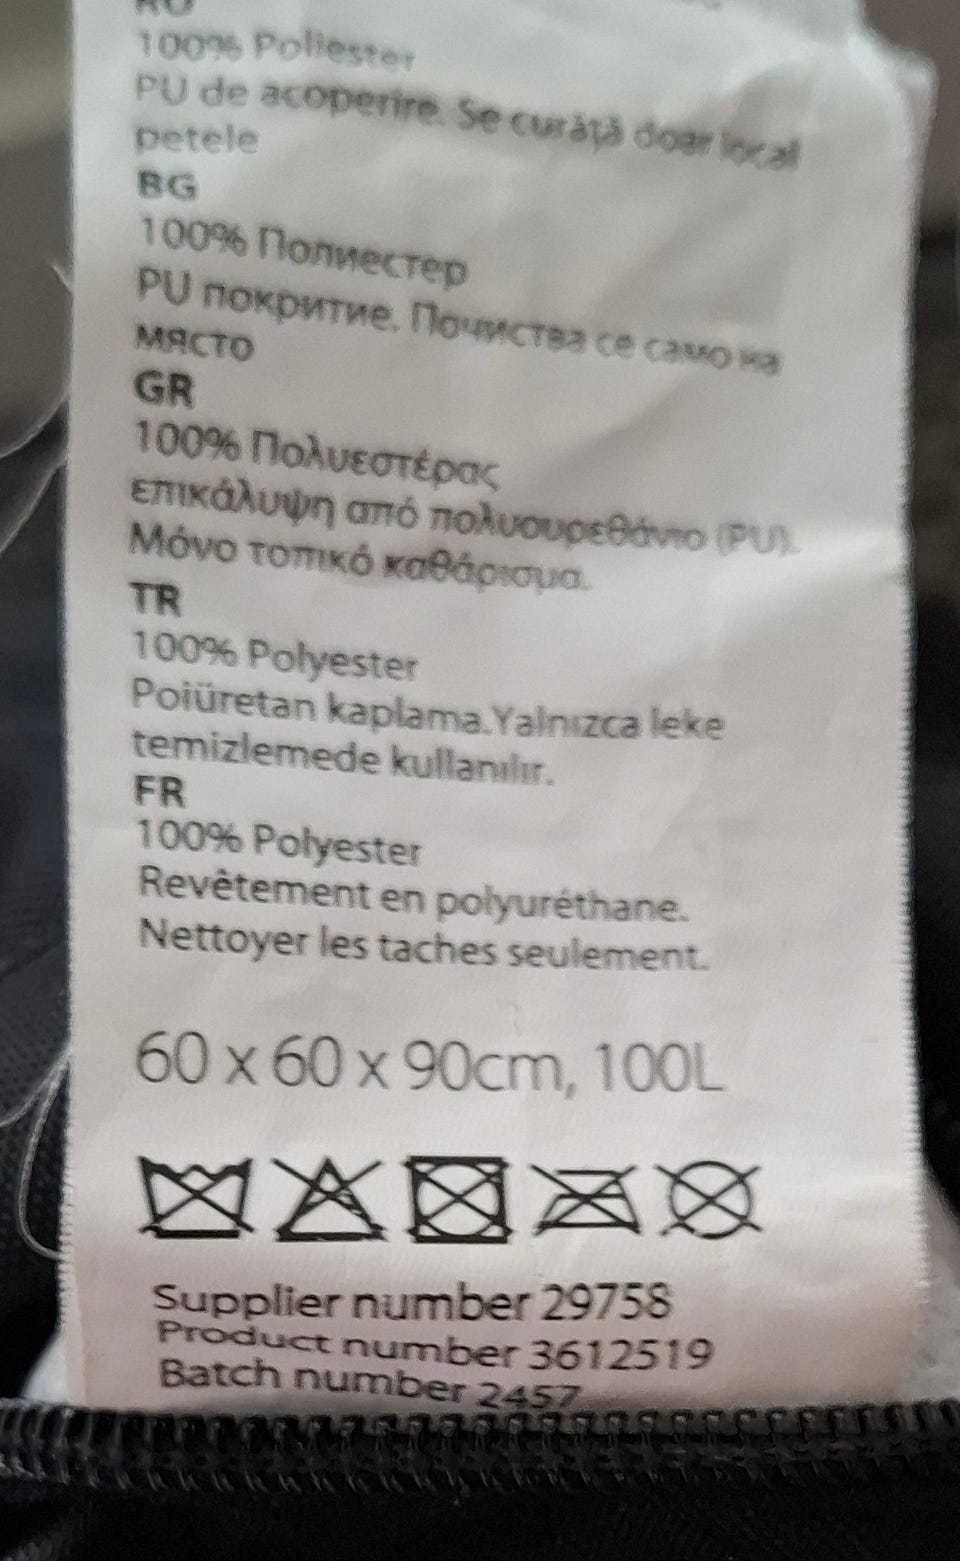 RO
100% Poliester
PU de acoperire. Se curăţă doar local
petele
BG
100% Полиестер
PU покритие. Почиства се само на
място
GR
100% Πολυεστέρας
επικάλυψη από πολυουρεθάνιο (PU).
Μόνο τοπικό καθάρισμα.
TR
100% Polyester
Poiüretan kaplama.Yalnızca leke
temizlemede kullanılır.
FR
100% Polyester
Revêtement en polyuréthane.
Nettoyer les taches seulement.
60 x 60 x 90cm, 100L
Supplier number 29758
Product number 3612519
Batch number 2457